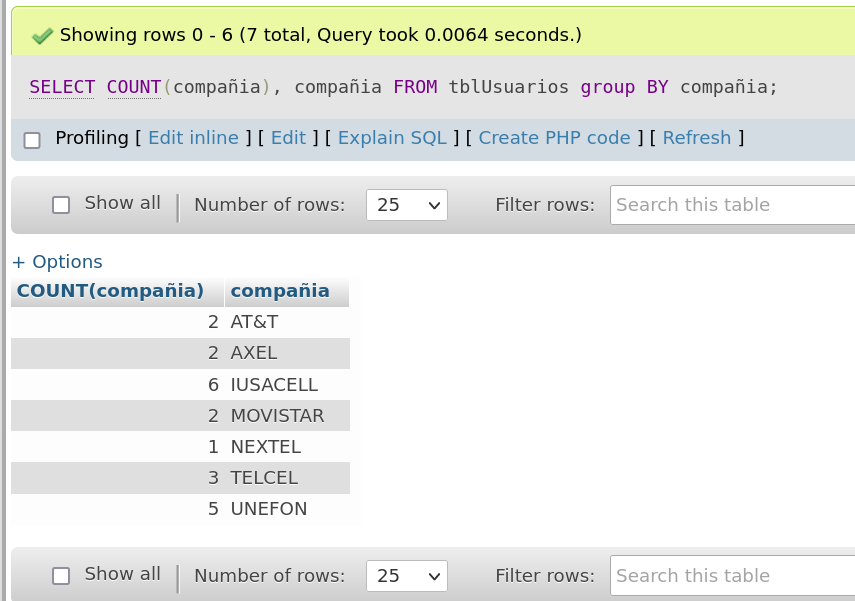 Showing rows 0 - 6 (7 total, Query took 0.0064 seconds.)
SELECT COUNT(compañia), compañia FROM tblUsuarios group BY compañia;
Profiling [ Edit inline ] [ Edit ] [ Explain SQL ] [ Create PHP code ] [ Refresh ]
Show all | Number of rows: 25 Filter rows: Search this table
+ Options
COUNT(compañia) compañia
2 AT&T
2 AXEL
6 IUSACELL
2 MOVISTAR
1 NEXTEL
3 TELCEL
5 UNEFON
Show all | Number of rows: 25 Filter rows: Search this table